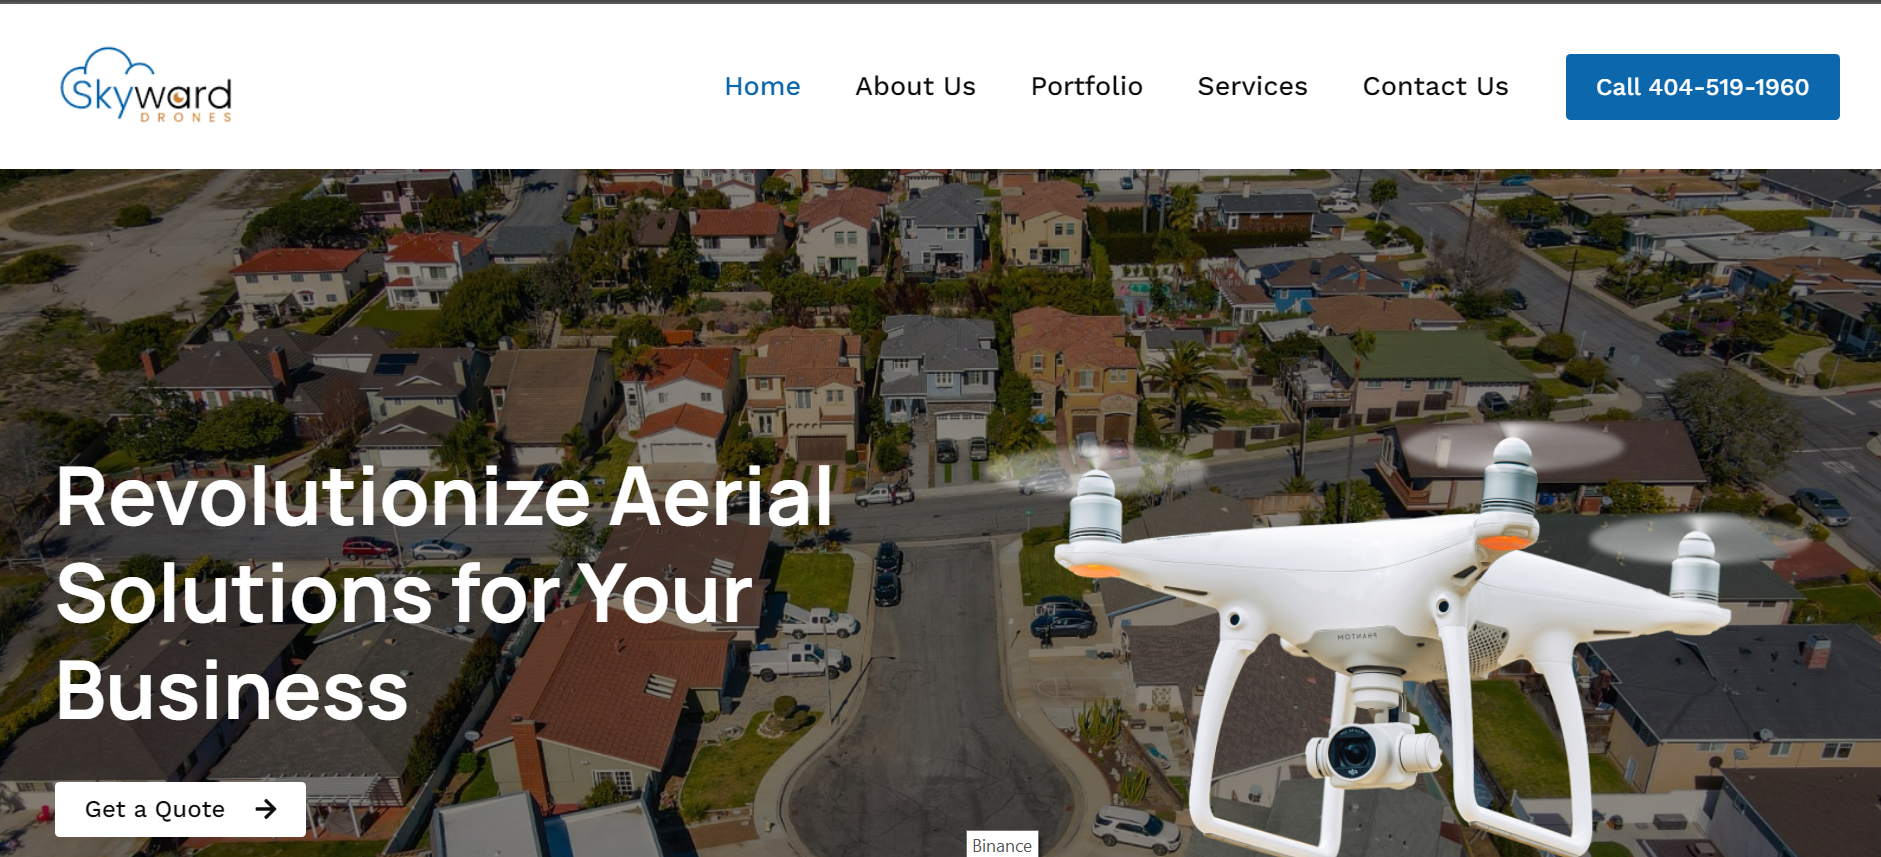 Skyward
DRONES
Home
About Us
Portfolio
Services
Contact Us
Call 404-519-1960
Revolutionize Aerial
Solutions for Your
Business
Get a Quote
PHANTOM
Binance